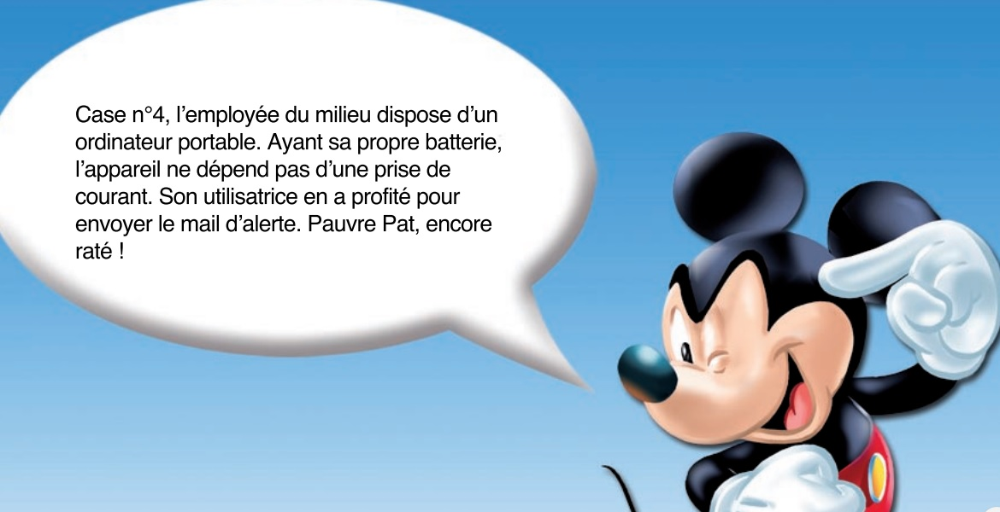 Case n°4, l’employée du milieu dispose d’un
ordinateur portable. Ayant sa propre batterie,
l’appareil ne dépend pas d’une prise de
courant. Son utilisatrice en a profité pour
envoyer le mail d’alerte. Pauvre Pat, encore
raté !